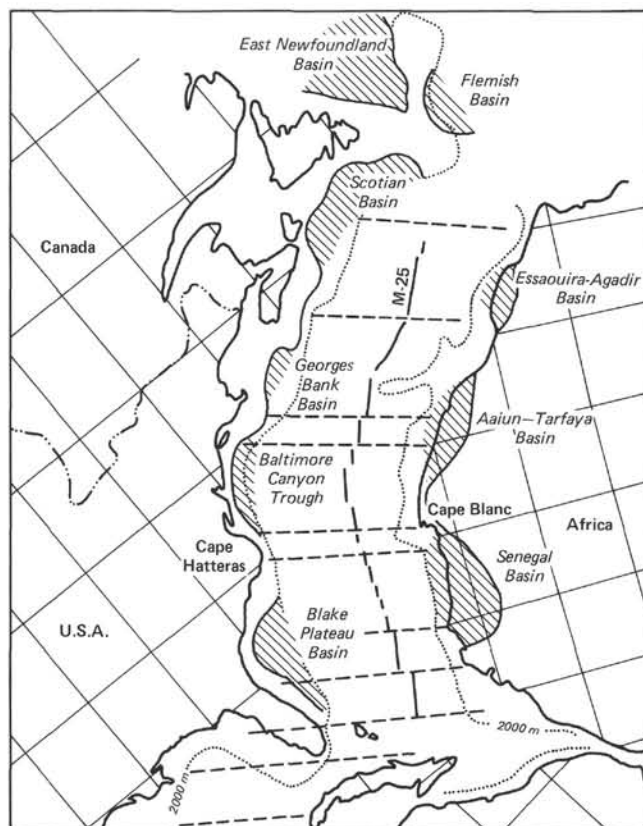 East Newfoundland
Basin
Flemish
Basin
Scotian
Basin
Canada
M-25
Essaouira-Agadir
Basin
Georges
Bank
Basin
Aaiun–Tarfaya
Basin
Baltimore
Canyon
Trough
Cape Blanc
Africa
Cape
Hatteras
Senegal
Basin
U.S.A.
Blake
Plateau
Basin
2000 m
2000 m